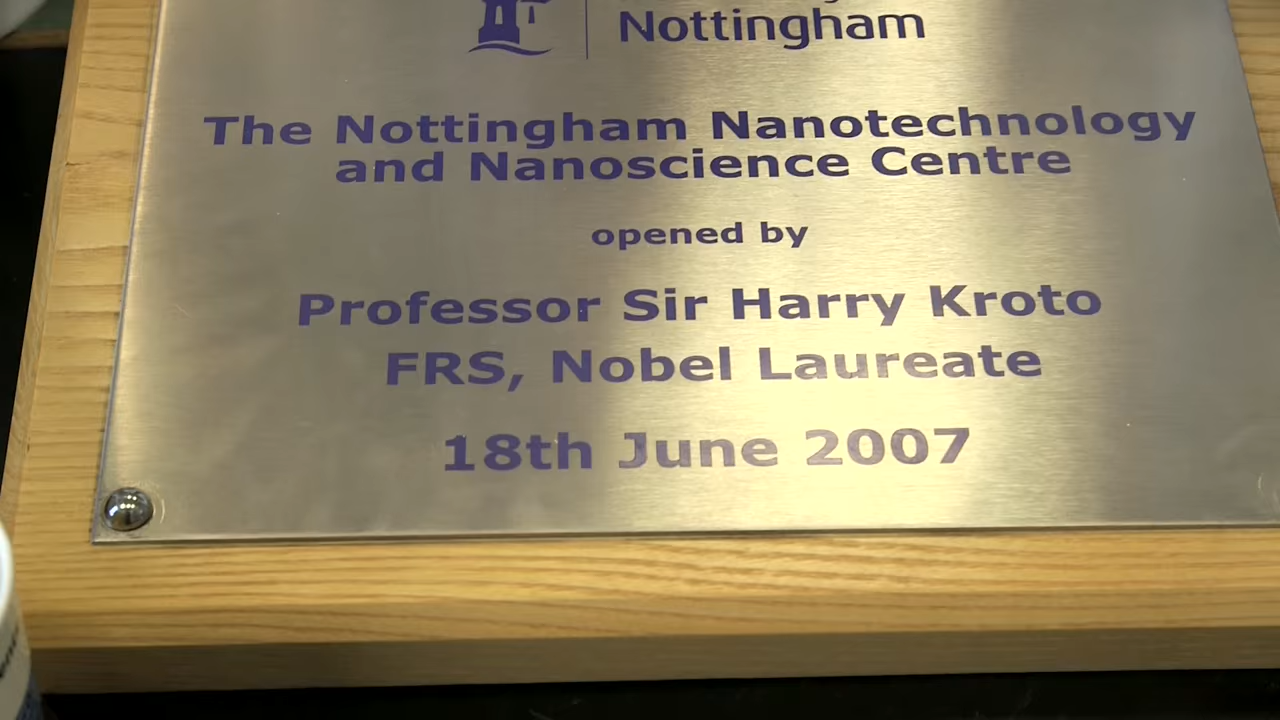 Nottingham
The Nottingham Nanotechnology
and Nanoscience Centre
opened by
Professor Sir Harry Kroto
FRS, Nobel Laureate
18th June 2007